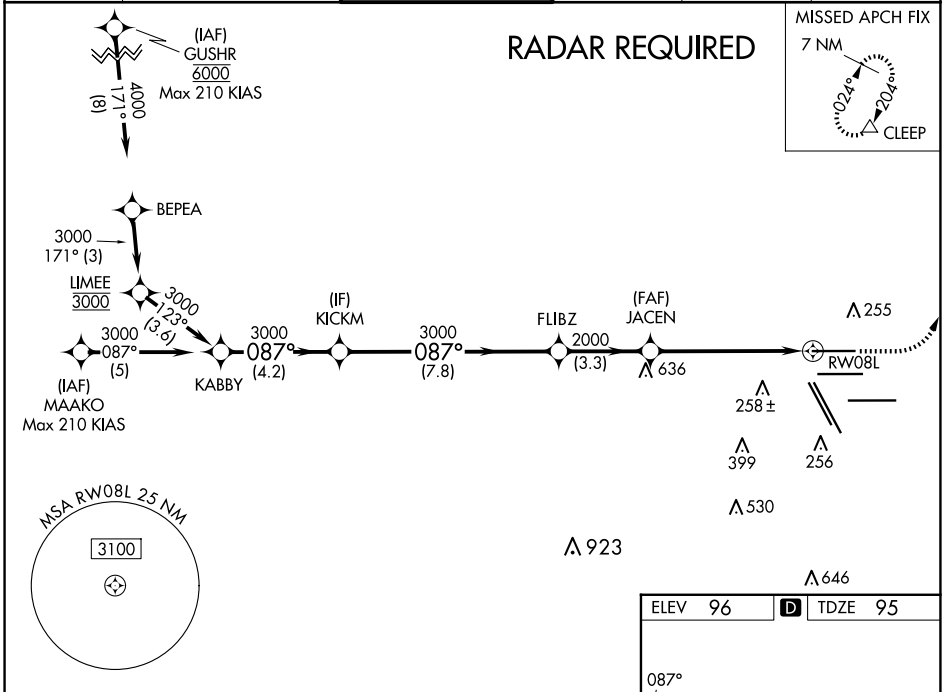 (IAF)
GUSHR
6000
Max 210 KIAS
4000
171°
(8)
RADAR REQUIRED
MISSED APCH FIX
7 NM
024°
204°
CLEEP
BEPEA
3000
171° (3)
LIMEE
3000
3000
123°
(3.6)
3000
087°
(5)
(IAF)
MAAKO
Max 210 KIAS
KABBY
3000
087°
(4.2)
(IF)
KICKM
3000
087°
(7.8)
FLIBZ
2000
(3.3)
(FAF)
JACEN
636
255
RW08L
258 ±
399
256
530
923
646
MSA RW08L 25 NM
3100
ELEV 96 D TDZE 95
087°